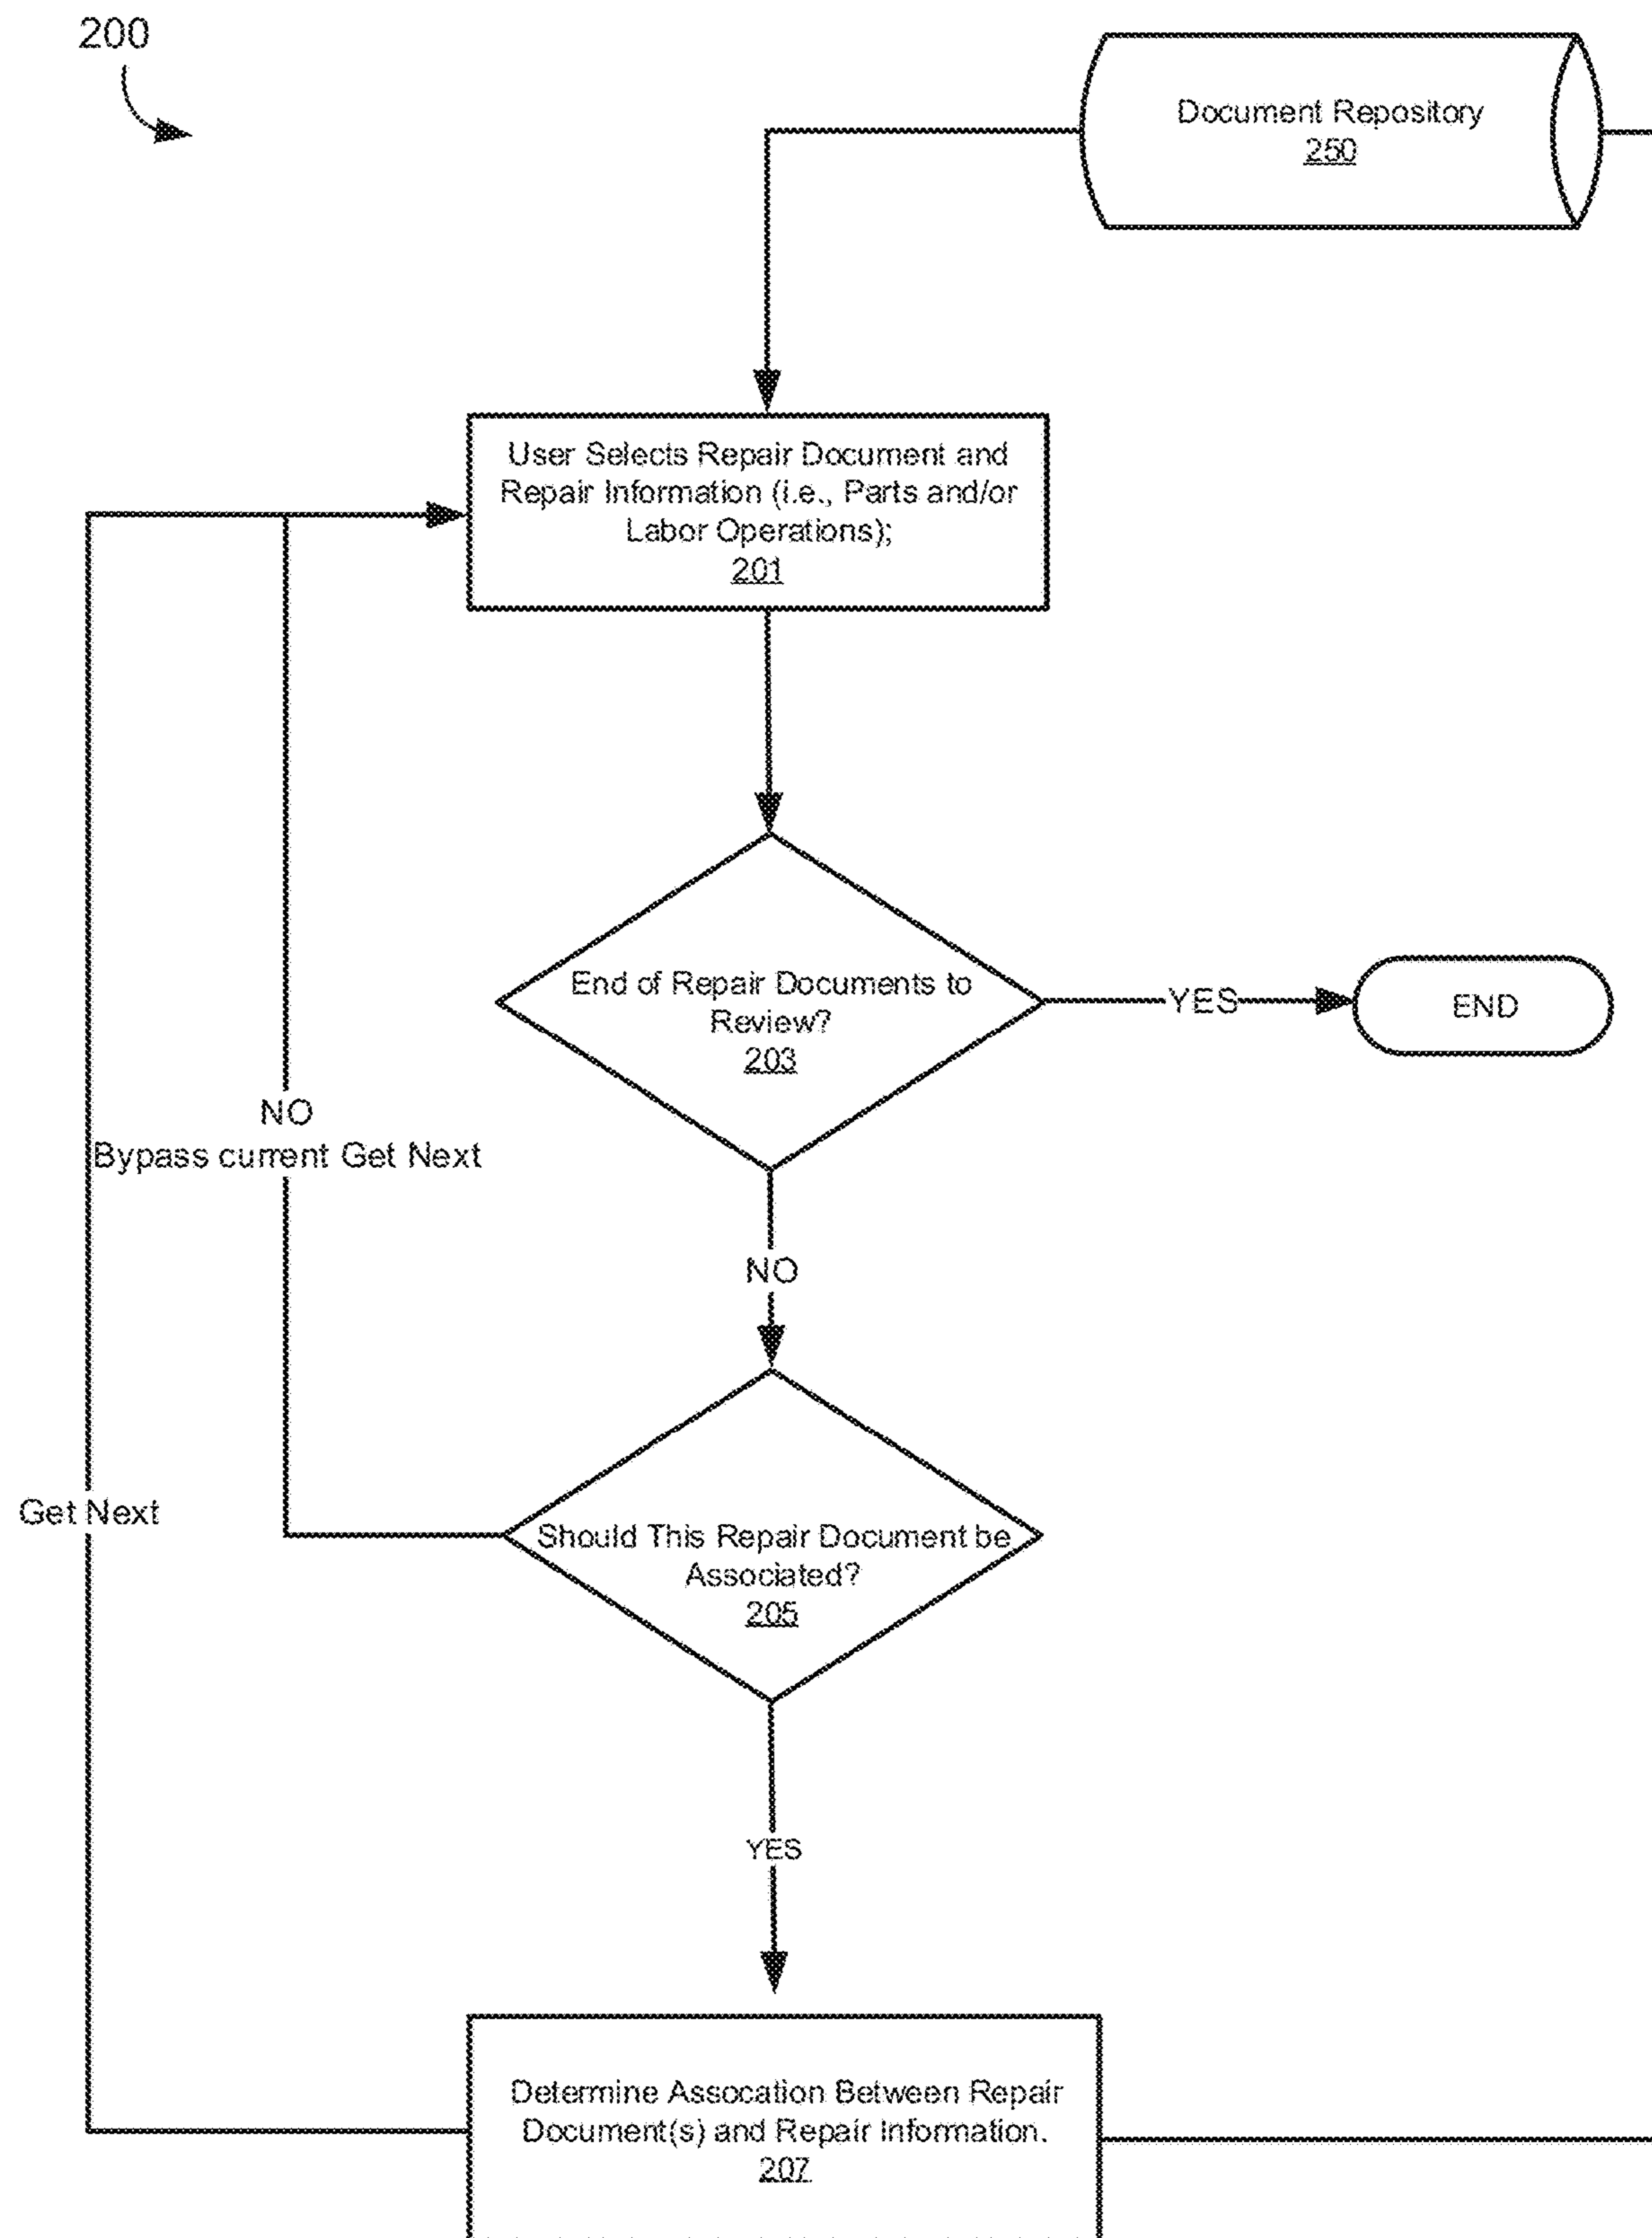 200
Document Repository
250
User Selects Repair Document and
Repair Information (i.e., Parts and/or
Labor Operations);
201
End of Repair Documents to
Review?
203
YES
END
NO
Bypass current Get Next
NO
Get Next
Should This Repair Document be
Associated?
205
YES
Determine Assocation Between Repair
Document(s) and Repair Information.
207